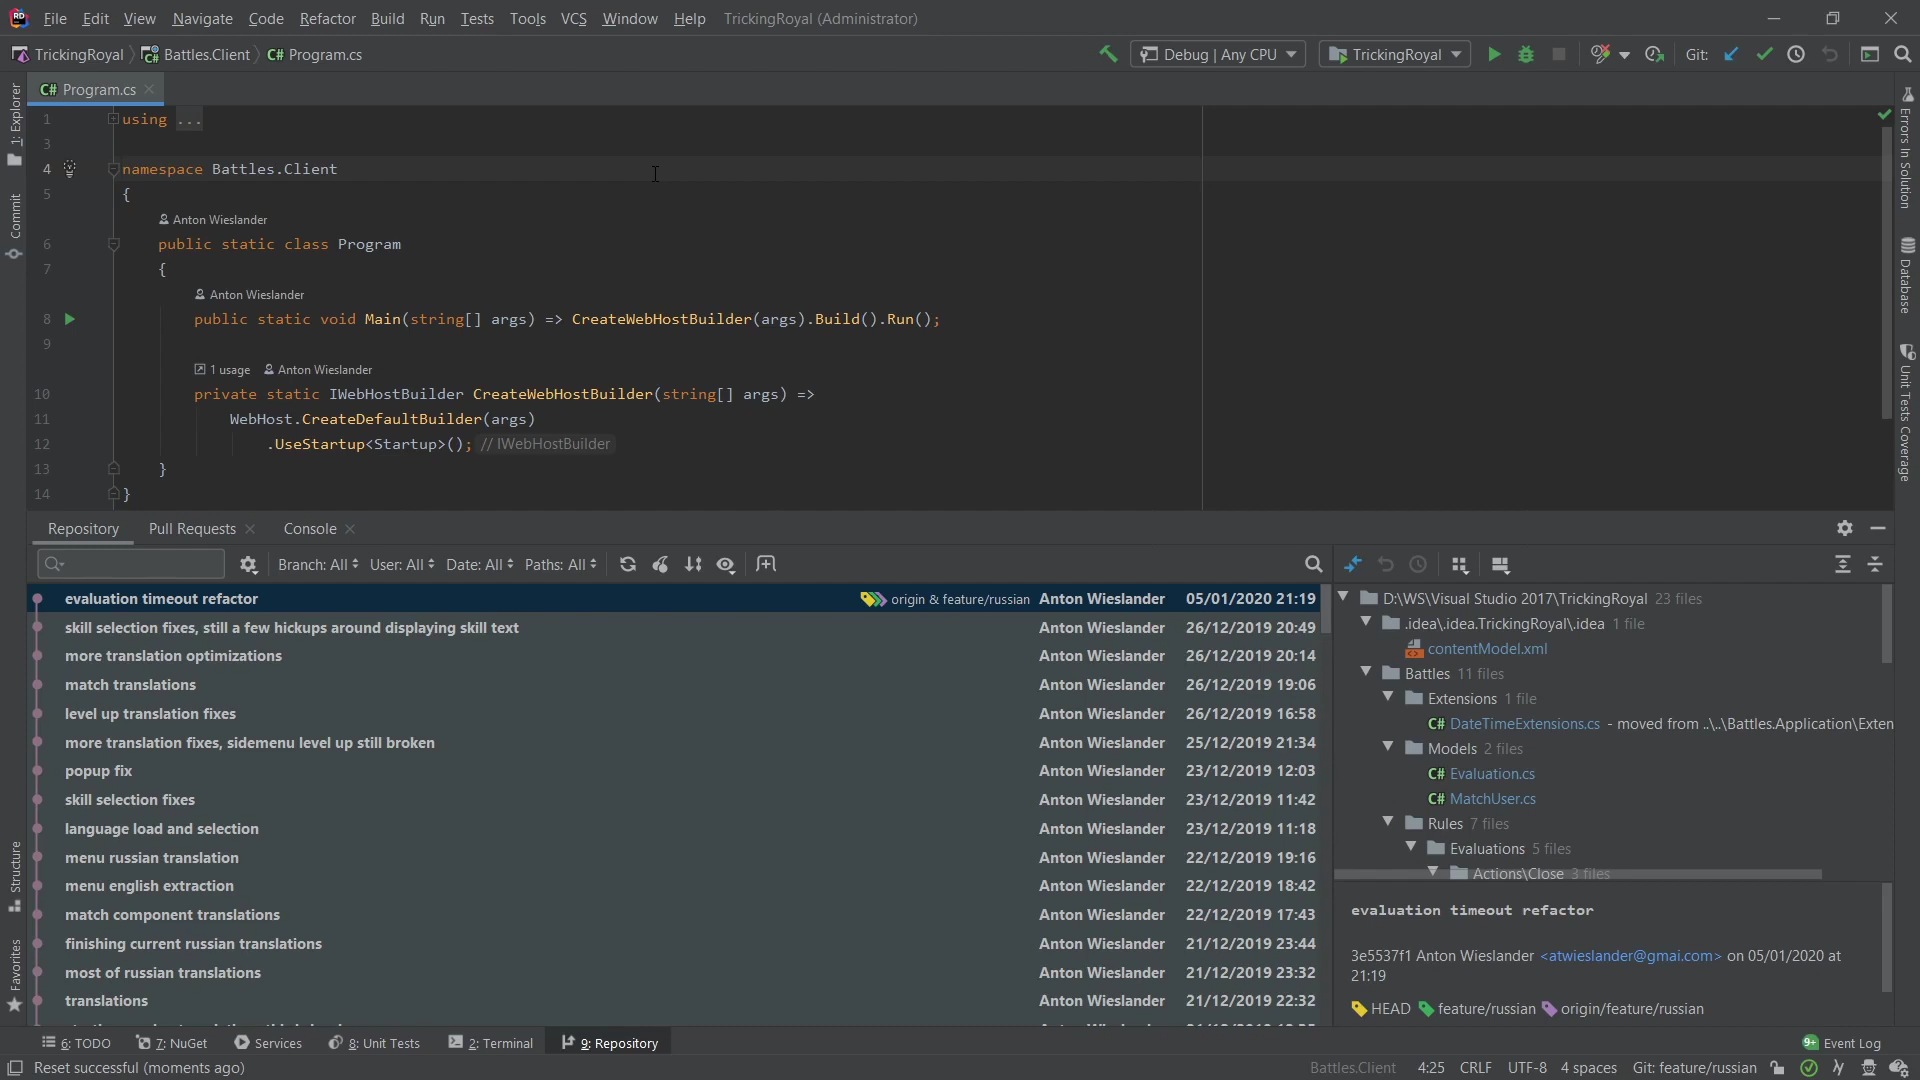 File Edit View Navigate Code Refactor Build Run Tests Tools VCS Window Help TrickingRoyal (Administrator)
TrickingRoyal Battles.Client C# Program.cs Debug | Any CPU TrickingRoyal Git:
C# Program.cs
1: Explorer
Commit
Structure
Favorites
1 using ...
3
4 namespace Battles.Client
5 {
Anton Wieslander
6 public static class Program
7 {
Anton Wieslander
8 public static void Main(string[] args) => CreateWebHostBuilder(args).Build().Run();
9
1 usage Anton Wieslander
10 private static IWebHostBuilder CreateWebHostBuilder(string[] args) =>
11 WebHost.CreateDefaultBuilder(args)
12 .UseStartup<Startup>(); // IWebHostBuilder
13 }
14 }
Errors In Solution
Database
Unit Tests Coverage
Repository Pull Requests Console
Branch: All User: All Date: All Paths: All
evaluation timeout refactor origin & feature/russian Anton Wieslander 05/01/2020 21:19
skill selection fixes, still a few hickups around displaying skill text Anton Wieslander 26/12/2019 20:49
more translation optimizations Anton Wieslander 26/12/2019 20:14
match translations Anton Wieslander 26/12/2019 19:06
level up translation fixes Anton Wieslander 26/12/2019 16:58
more translation fixes, sidemenu level up still broken Anton Wieslander 25/12/2019 21:34
popup fix Anton Wieslander 23/12/2019 12:03
skill selection fixes Anton Wieslander 23/12/2019 11:42
language load and selection Anton Wieslander 23/12/2019 11:18
menu russian translation Anton Wieslander 22/12/2019 19:16
menu english extraction Anton Wieslander 22/12/2019 18:42
match component translations Anton Wieslander 22/12/2019 17:43
finishing current russian translations Anton Wieslander 21/12/2019 23:44
most of russian translations Anton Wieslander 21/12/2019 23:32
translations Anton Wieslander 21/12/2019 22:32
D:\WS\Visual Studio 2017\TrickingRoyal 23 files
.idea\.idea.TrickingRoyal\.idea 1 file
contentModel.xml
Battles 11 files
Extensions 1 file
C# DateTimeExtensions.cs - moved from ..\..\Battles.Application\Exten
Models 2 files
C# Evaluation.cs
C# MatchUser.cs
Rules 7 files
Evaluations 5 files
Actions\Close 3 files
evaluation timeout refactor
3e5537f1 Anton Wieslander <atwieslander@gmai.com> on 05/01/2020 at
21:19
HEAD feature/russian origin/feature/russian
6: TODO 7: NuGet Services 8: Unit Tests 2: Terminal 9: Repository 9+ Event Log
Reset successful (moments ago) Battles.Client 4:25 CRLF UTF-8 4 spaces Git: feature/russian